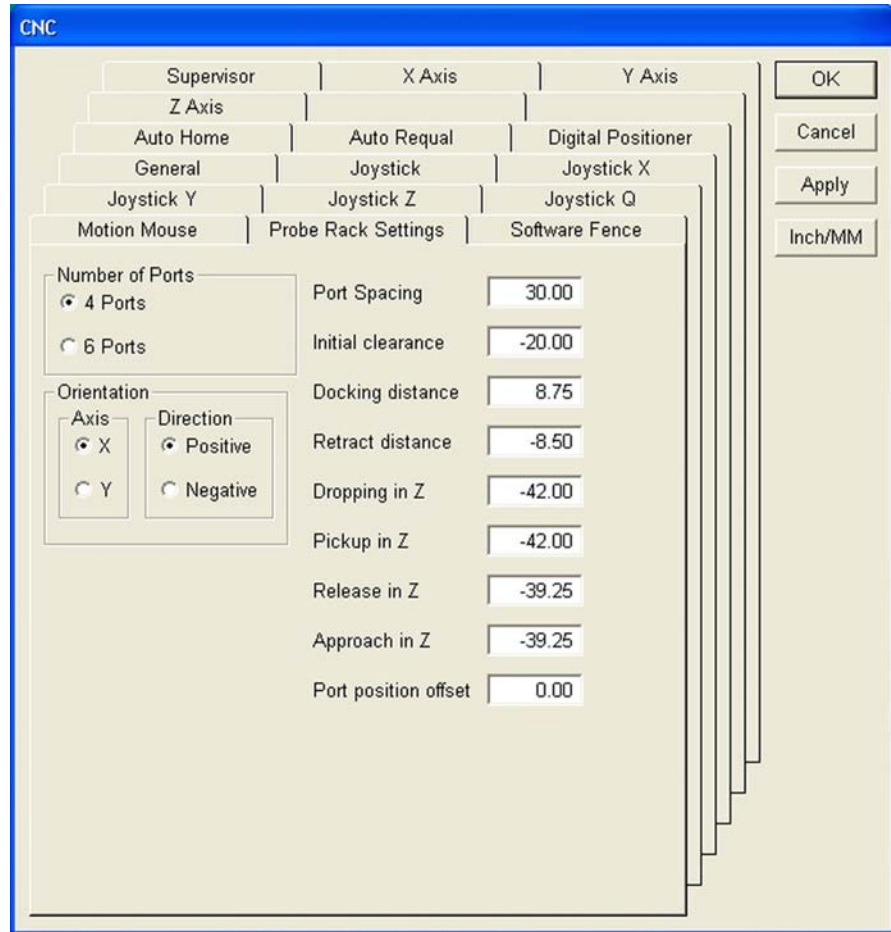 CNC
Supervisor X Axis Y Axis
OK
Z Axis
Auto Home Auto Requal Digital Positioner
Cancel
General Joystick Joystick X
Apply
Joystick Y Joystick Z Joystick Q
Motion Mouse Probe Rack Settings Software Fence
Inch/MM
Number of Ports
4 Ports
6 Ports
Orientation
Axis Direction
X Positive
Y Negative
Port Spacing 30.00
Initial clearance -20.00
Docking distance 8.75
Retract distance -8.50
Dropping in Z -42.00
Pickup in Z -42.00
Release in Z -39.25
Approach in Z -39.25
Port position offset 0.00